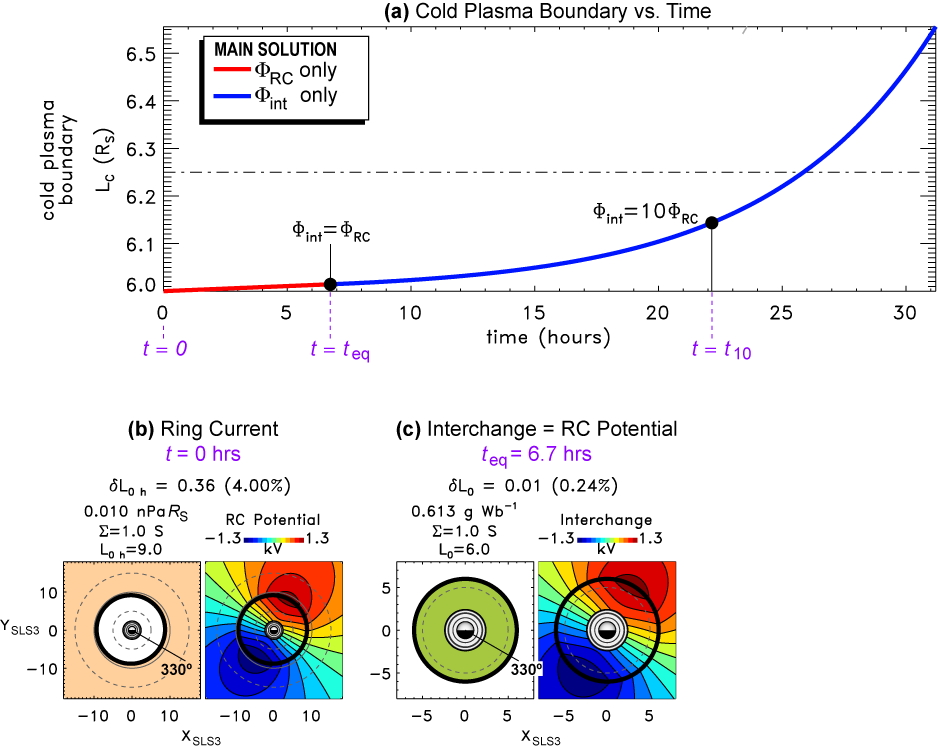 (a) Cold Plasma Boundary vs. Time
cold plasma
boundary
L_C (R_S)
6.5
6.4
6.3
6.2
6.1
6.0
MAIN SOLUTION
Φ_RC only
Φ_int only
Φ_int=Φ_RC
Φ_int=10Φ_RC
0 5 10 15 20 25 30
time (hours)
t = 0
t = t_eq
t = t_10
(b) Ring Current
t = 0 hrs
δL_0h = 0.36 (4.00%)
0.010 nPaR_S
Σ=1.0 S
L_0h=9.0
RC Potential
−1.3 1.3
kV
Y_SLS3
10
0
−10
330º
−10 0 10
−10 0 10
X_SLS3
(c) Interchange = RC Potential
t_eq = 6.7 hrs
δL_0 = 0.01 (0.24%)
0.613 g Wb⁻¹
Σ=1.0 S
L_0=6.0
Interchange
−1.3 1.3
kV
5
0
−5
330º
−5 0 5
−5 0 5
X_SLS3